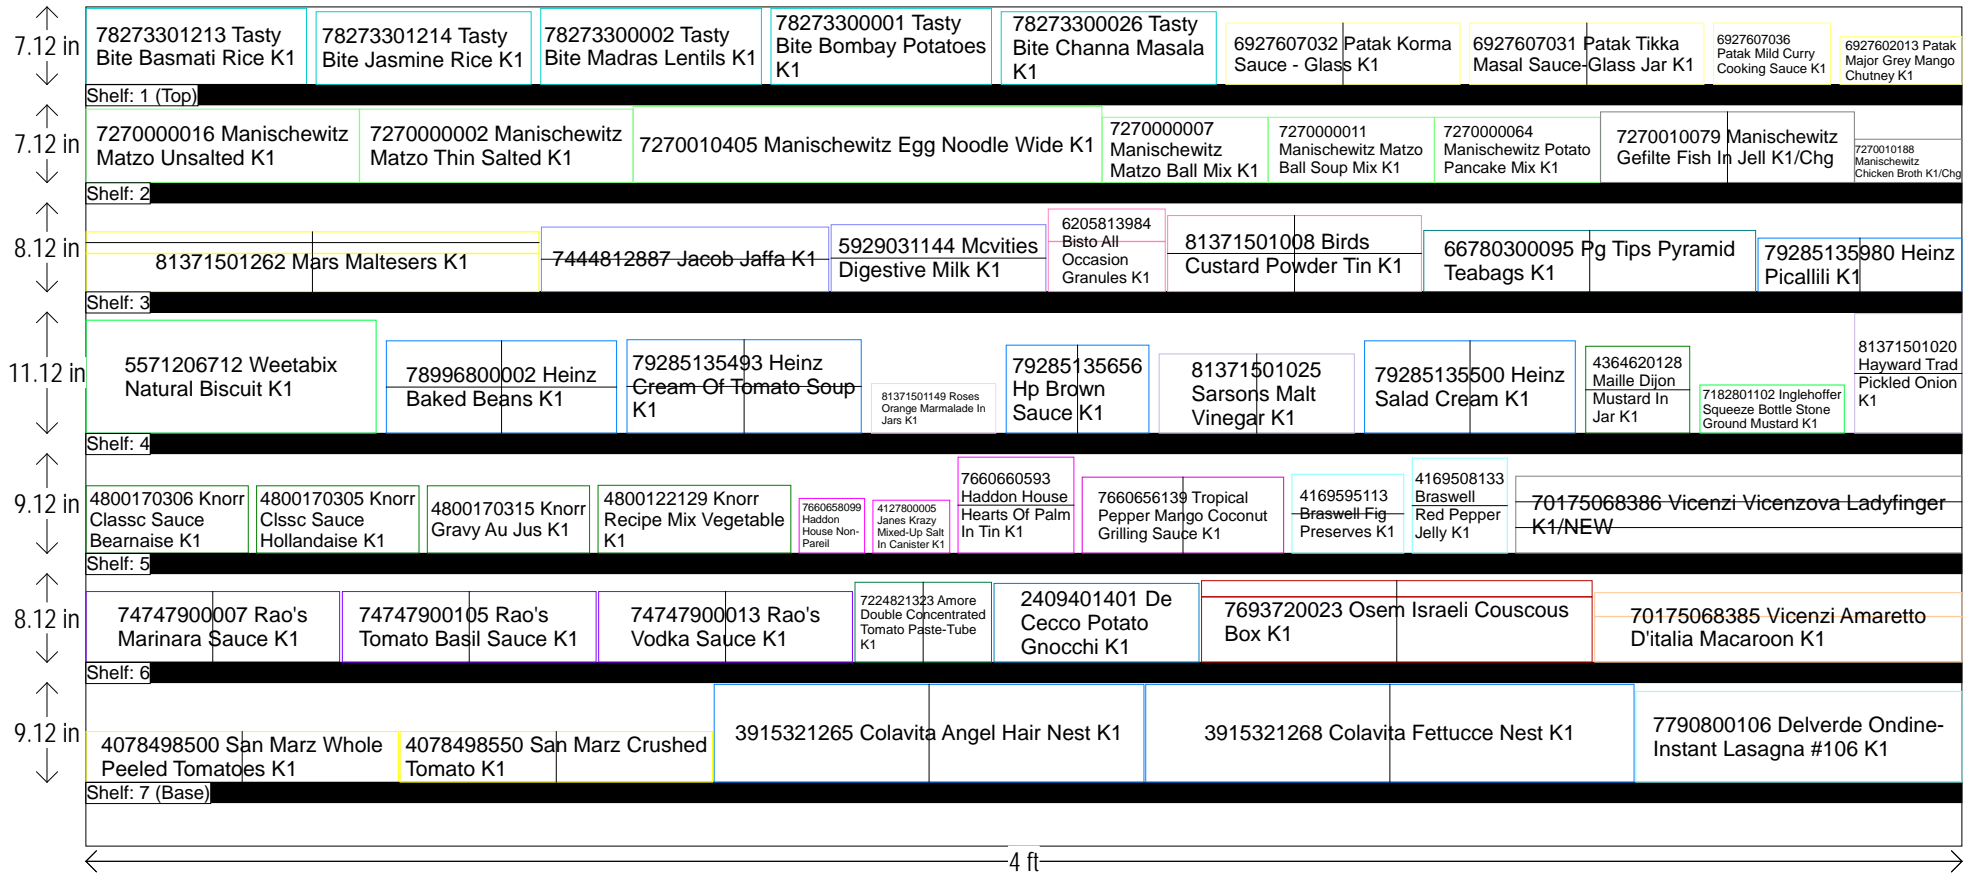 7.12 in
78273301213 Tasty
Bite Basmati Rice K1
78273301214 Tasty
Bite Jasmine Rice K1
78273300002 Tasty
Bite Madras Lentils K1
78273300001 Tasty
Bite Bombay Potatoes
K1
78273300026 Tasty
Bite Channa Masala
K1
6927607032 Patak Korma
Sauce - Glass K1
6927607031 Patak Tikka
Masal Sauce-Glass Jar K1
6927607036
Patak Mild Curry
Cooking Sauce K1
6927602013 Patak
Major Grey Mango
Chutney K1
Shelf: 1 (Top)
7.12 in
7270000016 Manischewitz
Matzo Unsalted K1
7270000002 Manischewitz
Matzo Thin Salted K1
7270010405 Manischewitz Egg Noodle Wide K1
7270000007
Manischewitz
Matzo Ball Mix K1
7270000011
Manischewitz Matzo
Ball Soup Mix K1
7270000064
Manischewitz Potato
Pancake Mix K1
7270010079 Manischewitz
Gefilte Fish In Jell K1/Chg
7270010188
Manischewitz
Chicken Broth K1/Chg
Shelf: 2
8.12 in
81371501262 Mars Maltesers K1
7444812887 Jacob Jaffa K1
5929031144 Mcvities
Digestive Milk K1
6205813984
Bisto All
Occasion
Granules K1
81371501008 Birds
Custard Powder Tin K1
66780300095 Pg Tips Pyramid
Teabags K1
79285135980 Heinz
Picallili K1
Shelf: 3
11.12 in
5571206712 Weetabix
Natural Biscuit K1
78996800002 Heinz
Baked Beans K1
79285135493 Heinz
Cream Of Tomato Soup
K1
81371501149 Roses
Orange Marmalade In
Jars K1
79285135656
Hp Brown
Sauce K1
81371501025
Sarsons Malt
Vinegar K1
79285135500 Heinz
Salad Cream K1
4364620128
Maille Dijon
Mustard In
Jar K1
7182801102 Inglehoffer
Squeeze Bottle Stone
Ground Mustard K1
81371501020
Hayward Trad
Pickled Onion
K1
Shelf: 4
9.12 in
4800170306 Knorr
Classc Sauce
Bearnaise K1
4800170305 Knorr
Clssc Sauce
Hollandaise K1
4800170315 Knorr
Gravy Au Jus K1
4800122129 Knorr
Recipe Mix Vegetable
K1
7660658099
Haddon
House Non-
Pareil
4127800005
Janes Krazy
Mixed-Up Salt
In Canister K1
7660660593
Haddon House
Hearts Of Palm
In Tin K1
7660656139 Tropical
Pepper Mango Coconut
Grilling Sauce K1
4169595113
Braswell Fig
Preserves K1
4169508133
Braswell
Red Pepper
Jelly K1
70175068386 Vicenzi Vicenzova Ladyfinger
K1/NEW
Shelf: 5
8.12 in
74747900007 Rao's
Marinara Sauce K1
74747900105 Rao's
Tomato Basil Sauce K1
74747900013 Rao's
Vodka Sauce K1
7224821323 Amore
Double Concentrated
Tomato Paste-Tube
K1
2409401401 De
Cecco Potato
Gnocchi K1
7693720023 Osem Israeli Couscous
Box K1
70175068385 Vicenzi Amaretto
D'italia Macaroon K1
Shelf: 6
9.12 in
4078498500 San Marz Whole
Peeled Tomatoes K1
4078498550 San Marz Crushed
Tomato K1
3915321265 Colavita Angel Hair Nest K1
3915321268 Colavita Fettucce Nest K1
7790800106 Delverde Ondine-
Instant Lasagna #106 K1
Shelf: 7 (Base)
4 ft